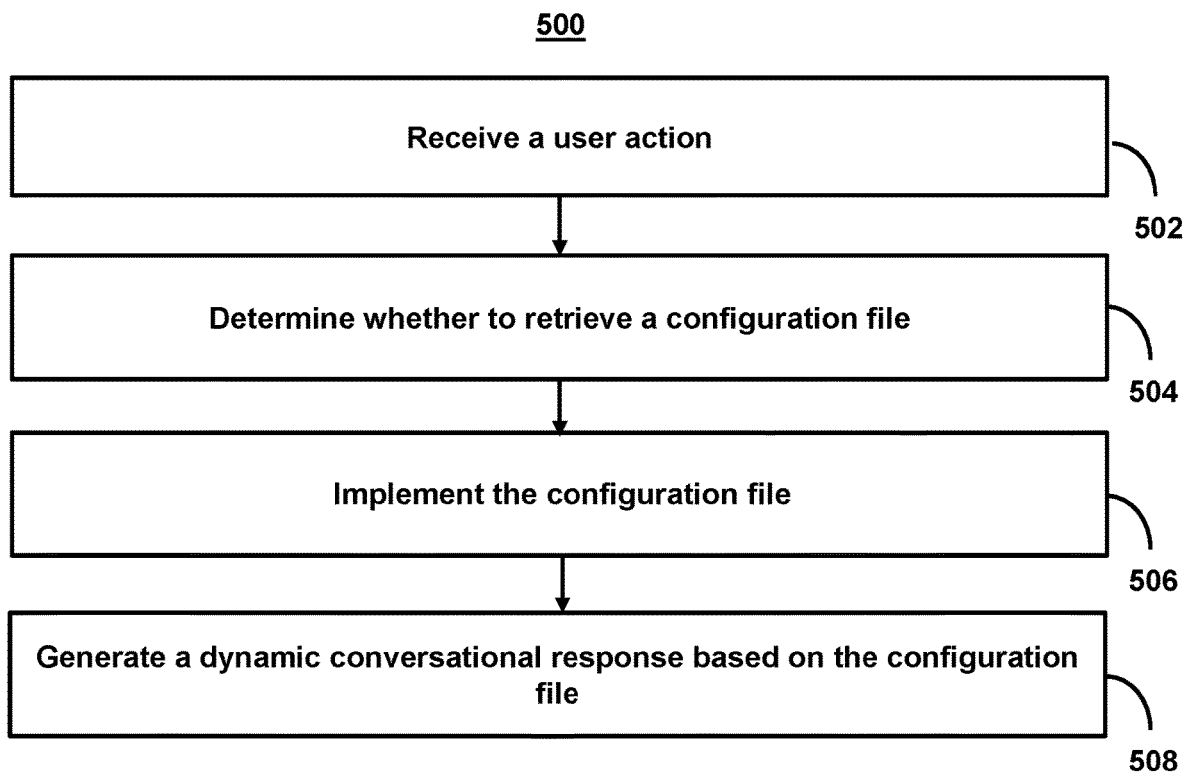 500
Receive a user action
502
Determine whether to retrieve a configuration file
504
Implement the configuration file
506
Generate a dynamic conversational response based on the configuration
file
508